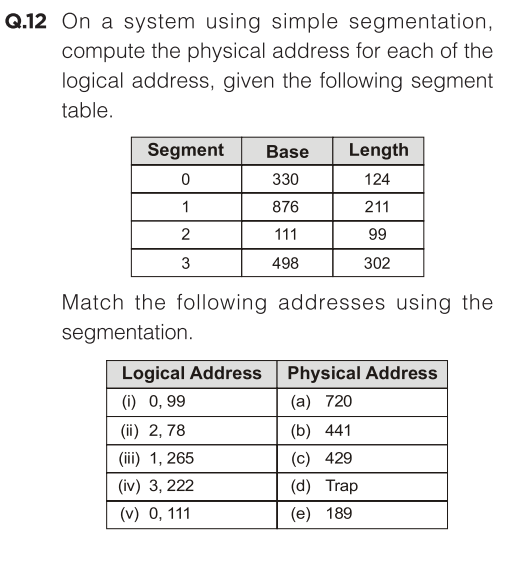 Q.12 On a system using simple segmentation,
compute the physical address for each of the
logical address, given the following segment
table.
Segment Base Length
0 330 124
1 876 211
2 111 99
3 498 302
Match the following addresses using the
segmentation.
Logical Address Physical Address
(i) 0, 99 (a) 720
(ii) 2, 78 (b) 441
(iii) 1, 265 (c) 429
(iv) 3, 222 (d) Trap
(v) 0, 111 (e) 189